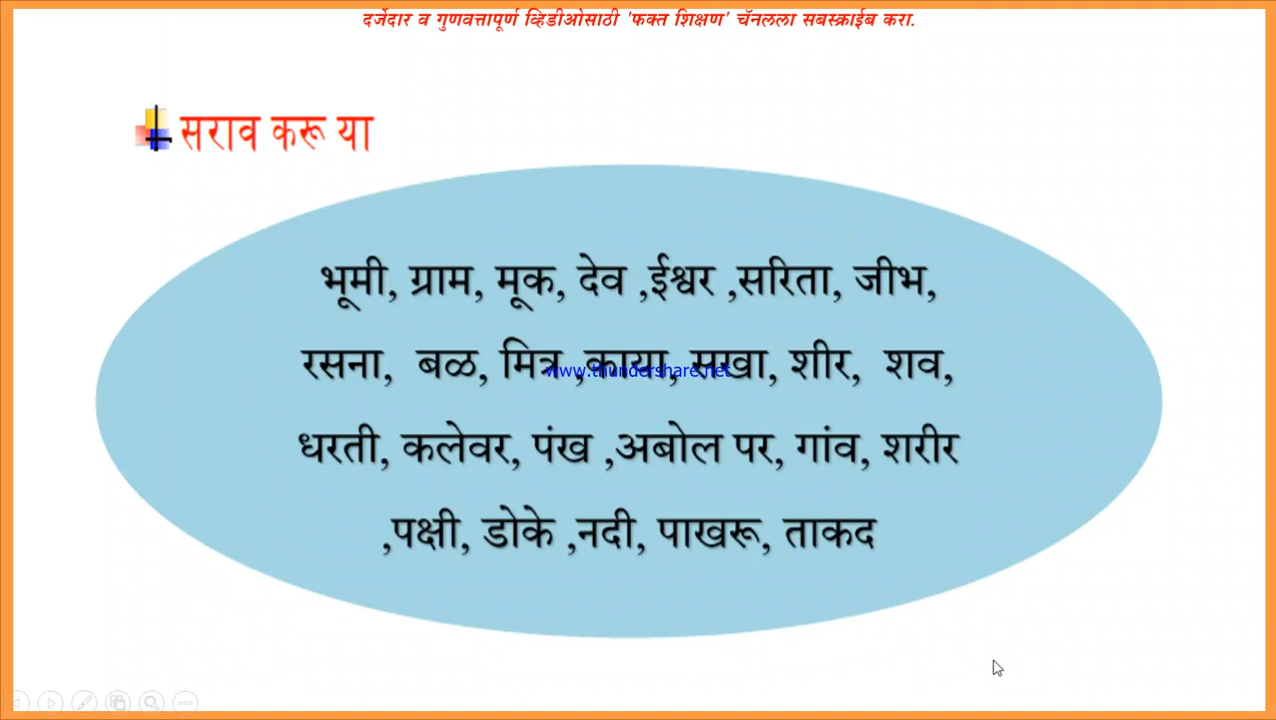 दर्जेदार व गुणवत्तापूर्ण व्हिडीओसाठी 'फक्त शिक्षण' चॅनलला सबस्क्राईब करा.
सराव करू या
भूमी, ग्राम, मूक, देव ,ईश्वर ,सरिता, जीभ,
रसना, बळ, मित्र ,काया, सखा, शीर, शव,
www.thundershare.net
धरती, कलेवर, पंख ,अबोल पर, गांव, शरीर
,पक्षी, डोके ,नदी, पाखरू, ताकद